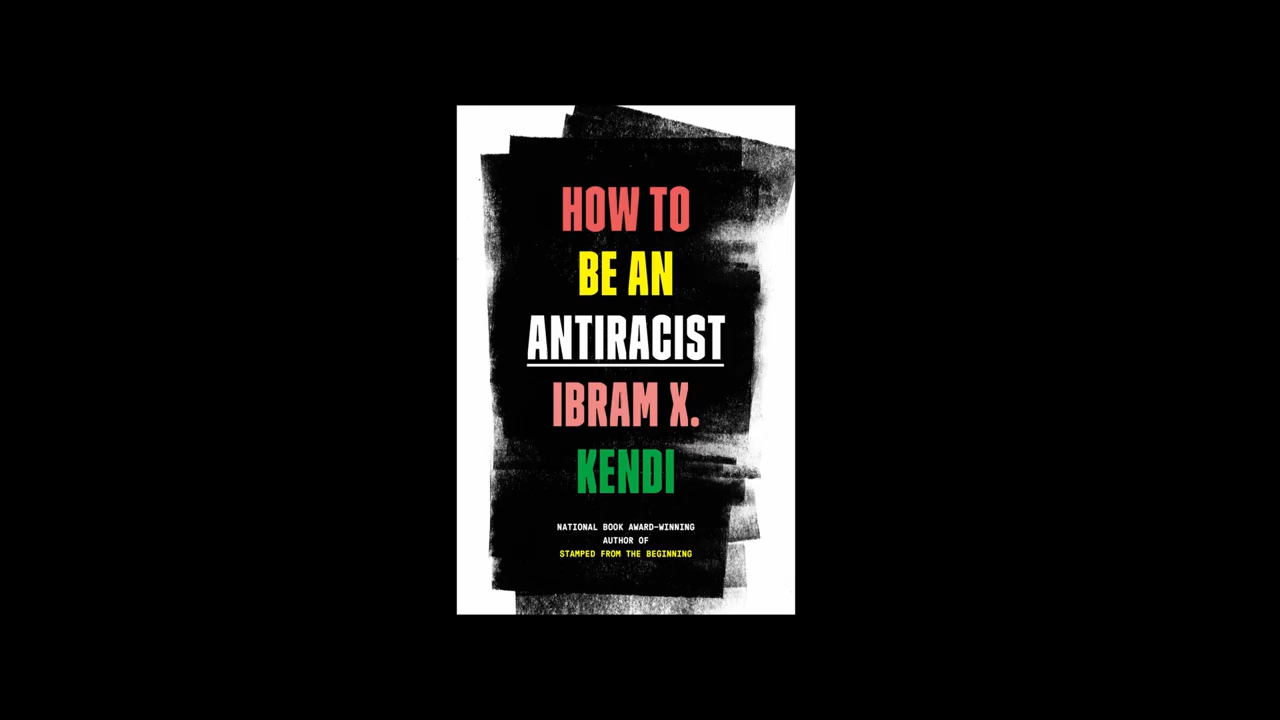 HOW TO
BE AN
ANTIRACIST
IBRAM X.
KENDI
NATIONAL BOOK AWARD–WINNING
AUTHOR OF
STAMPED FROM THE BEGINNING